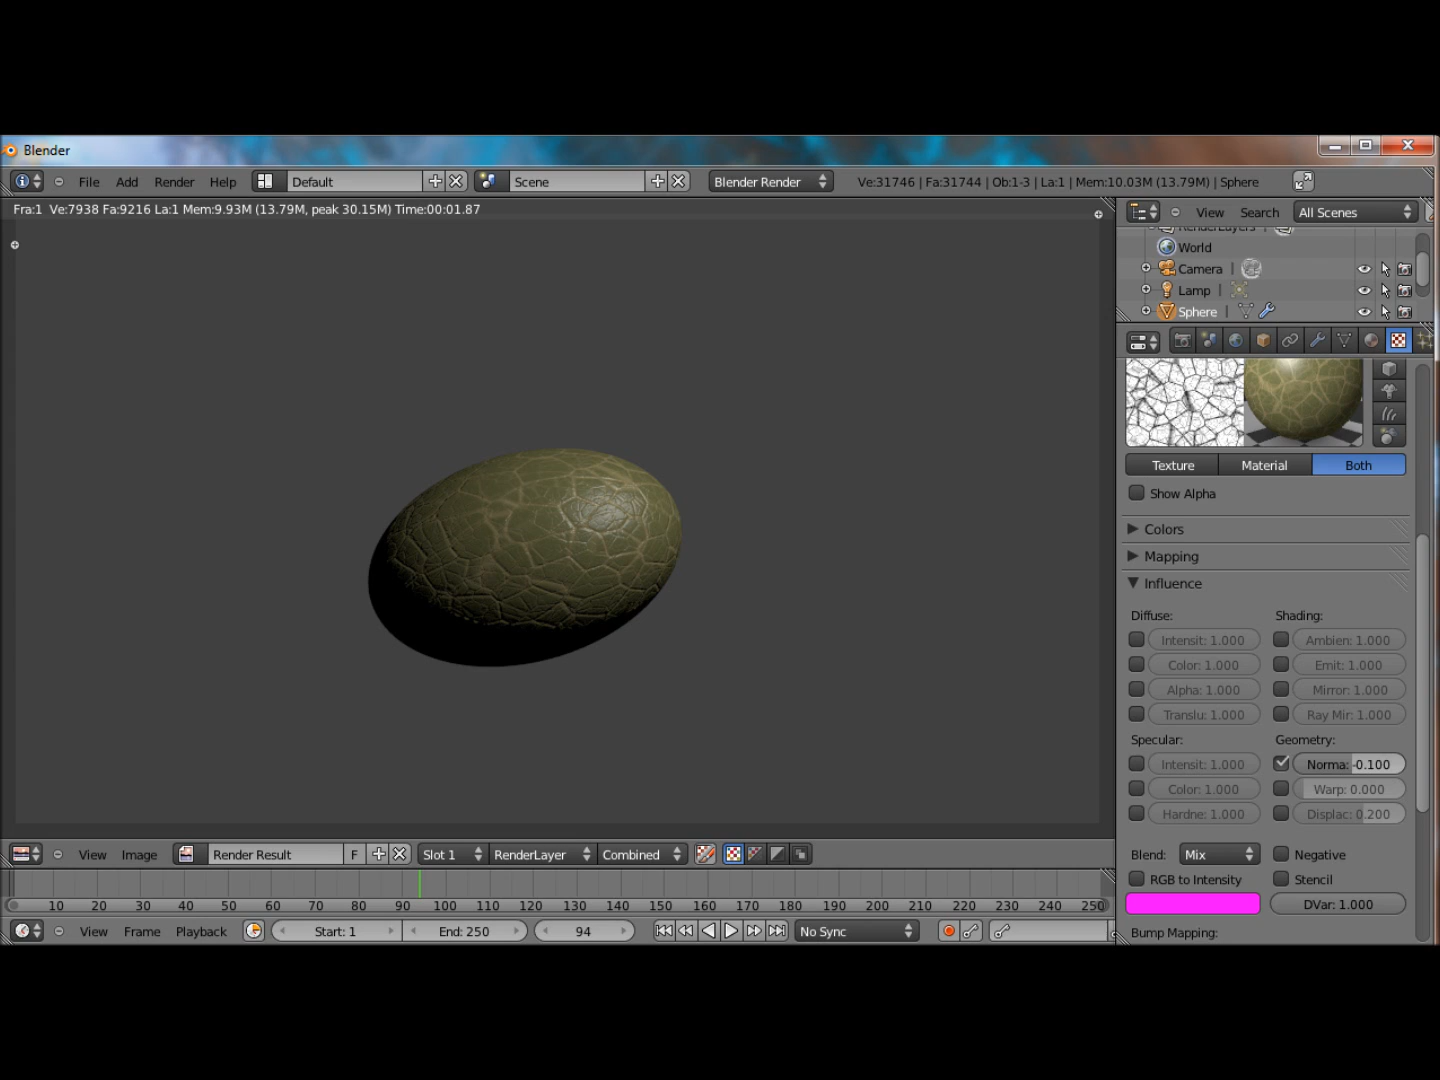 Blender
File Add Render Help Default Scene Blender Render Ve:31746 | Fa:31744 | Ob:1-3 | La:1 | Mem:10.03M (13.79M) | Sphere
Fra:1 Ve:7938 Fa:9216 La:1 Mem:9.93M (13.79M, peak 30.15M) Time:00:01.87
View Search All Scenes
RenderLayers
World
Camera
Lamp
Sphere
Texture Material Both
Show Alpha
Colors
Mapping
Influence
Diffuse: Shading:
Intensit: 1.000 Ambien: 1.000
Color: 1.000 Emit: 1.000
Alpha: 1.000 Mirror: 1.000
Translu: 1.000 Ray Mir: 1.000
Specular: Geometry:
Intensit: 1.000 Norma: -0.100
Color: 1.000 Warp: 0.000
Hardne: 1.000 Displac: 0.200
Blend: Mix Negative
RGB to Intensity Stencil
DVar: 1.000
Bump Mapping:
View Image Render Result F Slot 1 RenderLayer Combined
10 20 30 40 50 60 70 80 90 100 110 120 130 140 150 160 170 180 190 200 210 220 230 240 250
View Frame Playback Start: 1 End: 250 94 No Sync